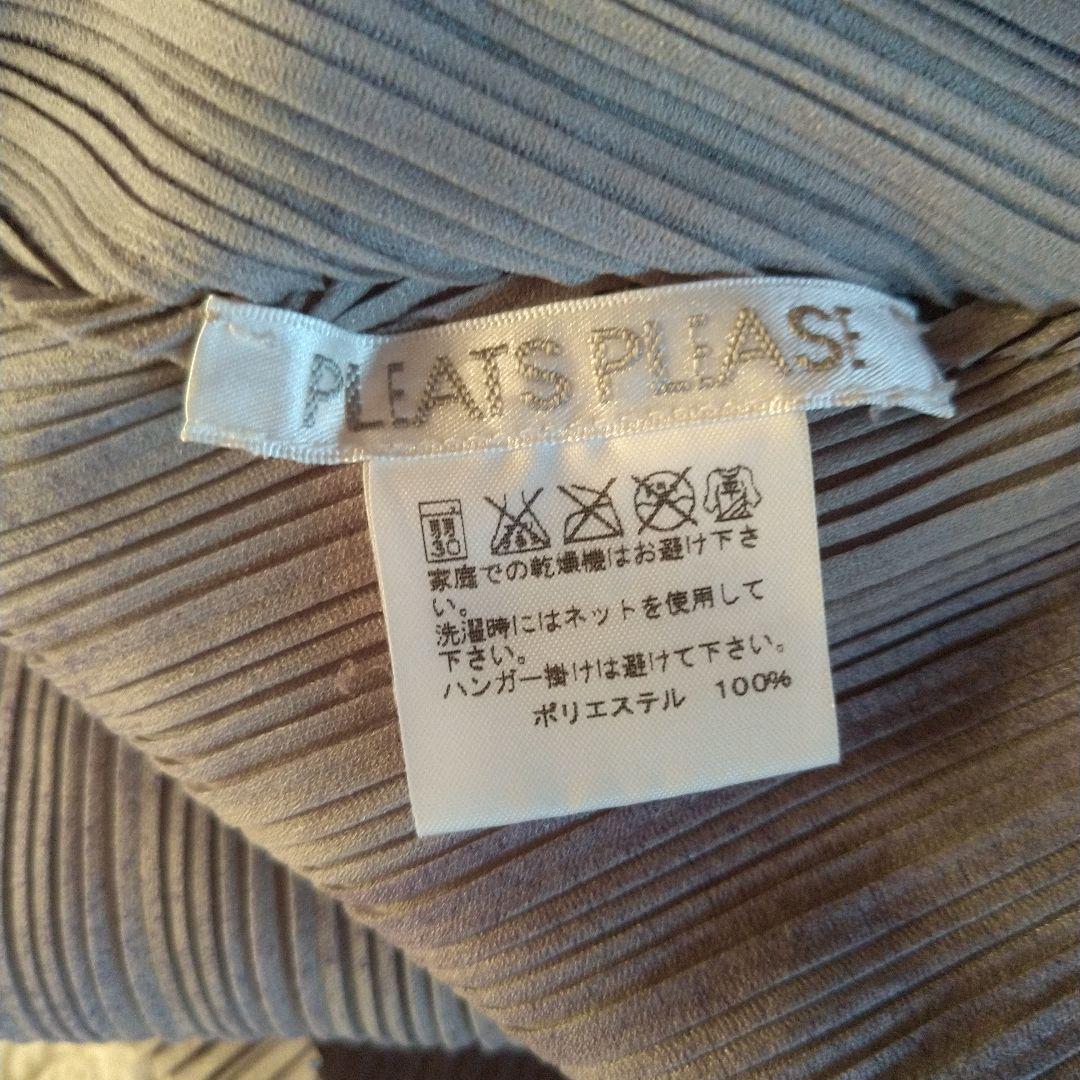 PLEATS PLEASE
弱
30
家庭での乾燥機はお避け下さ
い。
洗濯時にはネットを使用して
下さい。
ハンガー掛けは避けて下さい。
ポリエステル 100%